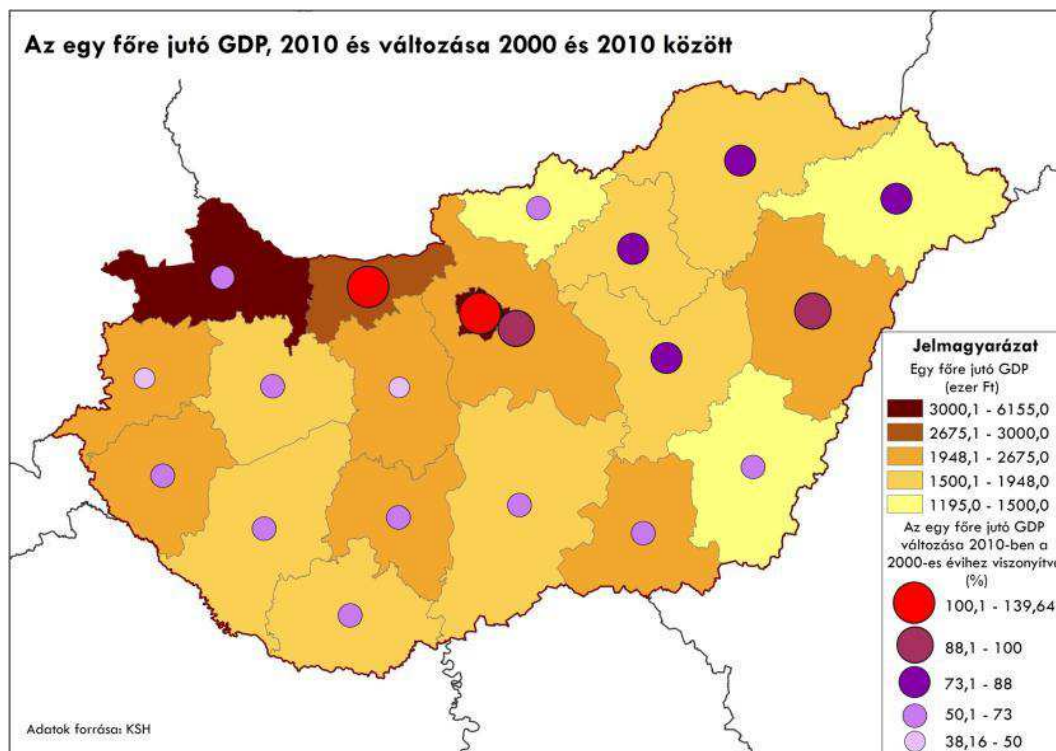 Az egy főre jutó GDP, 2010 és változása 2000 és 2010 között
Jelmagyarázat
Egy főre jutó GDP
(ezer Ft)
3000,1 - 6155,0
2675,1 - 3000,0
1948,1 - 2675,0
1500,1 - 1948,0
1195,0 - 1500,0
Az egy főre jutó GDP
változása 2010-ben a
2000-es évihez viszonyítva
(%)
100,1 - 139,64
88,1 - 100
73,1 - 88
50,1 - 73
38,16 - 50
Adatok forrása: KSH